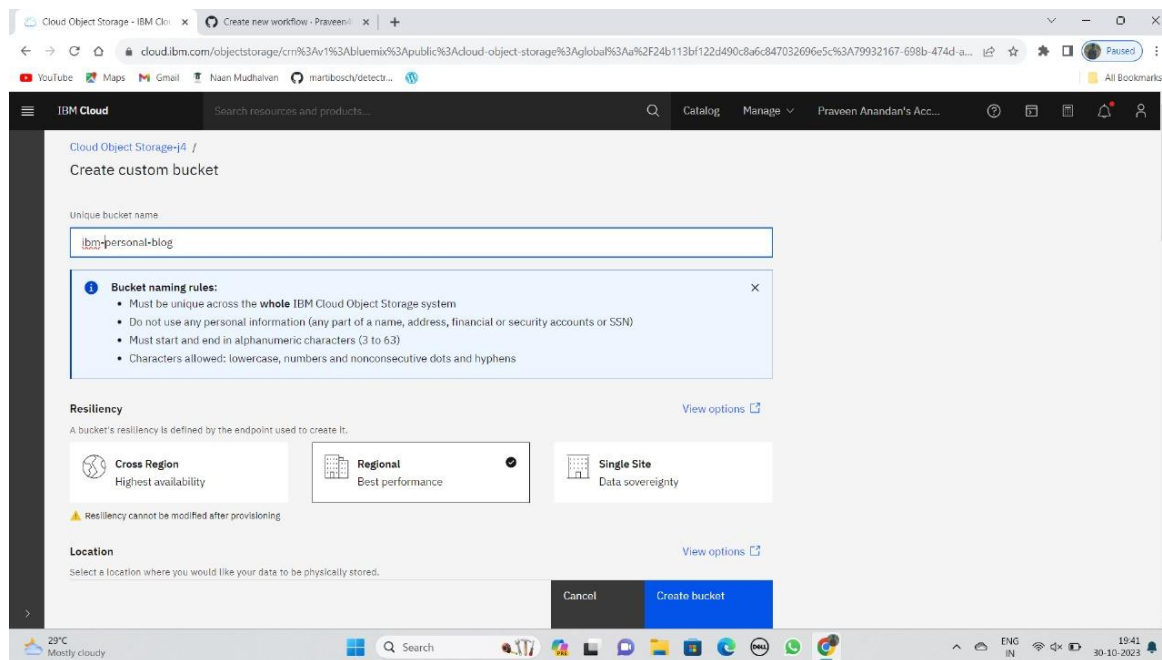 Cloud Object Storage - IBM Clou
Create new workflow · Praveen4
cloud.ibm.com/objectstorage/crn%3Av1%3Abluemix%3Apublic%3Acloud-object-storage%3Aglobal%3Aa%2F24b113bf122d490c8a6c847032696e5c%3A79932167-698b-474d-a...
Paused
YouTube Maps Gmail Naan Mudhalvan martibosch/detectr...
All Bookmarks
IBM Cloud Search resources and products... Catalog Manage Praveen Anandan's Acc...
Cloud Object Storage-j4 /
Create custom bucket
Unique bucket name
ibm-personal-blog
Bucket naming rules:
• Must be unique across the whole IBM Cloud Object Storage system
• Do not use any personal information (any part of a name, address, financial or security accounts or SSN)
• Must start and end in alphanumeric characters (3 to 63)
• Characters allowed: lowercase, numbers and nonconsecutive dots and hyphens
Resiliency View options
A bucket's resiliency is defined by the endpoint used to create it.
Cross Region
Highest availability
Regional
Best performance
Single Site
Data sovereignty
Resiliency cannot be modified after provisioning
Location View options
Select a location where you would like your data to be physically stored.
Cancel Create bucket
29°C
Mostly cloudy
Search
PRE
DELL
ENG
IN
19:41
30-10-2023